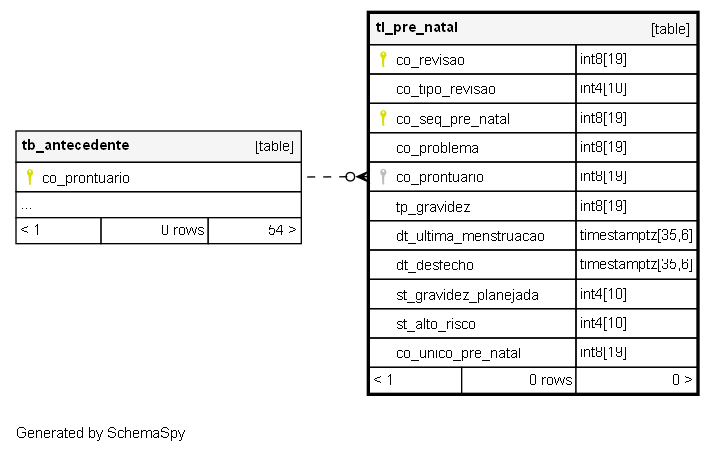 tl_pre_natal [table]
co_revisao int8[19]
co_tipo_revisao int4[10]
co_seq_pre_natal int8[19]
co_problema int8[19]
co_prontuario int8[19]
tp_gravidez int8[19]
dt_ultima_menstruacao timestamptz[35,6]
dt_desfecho timestamptz[35,6]
st_gravidez_planejada int4[10]
st_alto_risco int4[10]
co_unico_pre_natal int8[19]
< 1 0 rows 0 >
tb_antecedente [table]
co_prontuario
...
< 1 0 rows 54 >
Generated by SchemaSpy